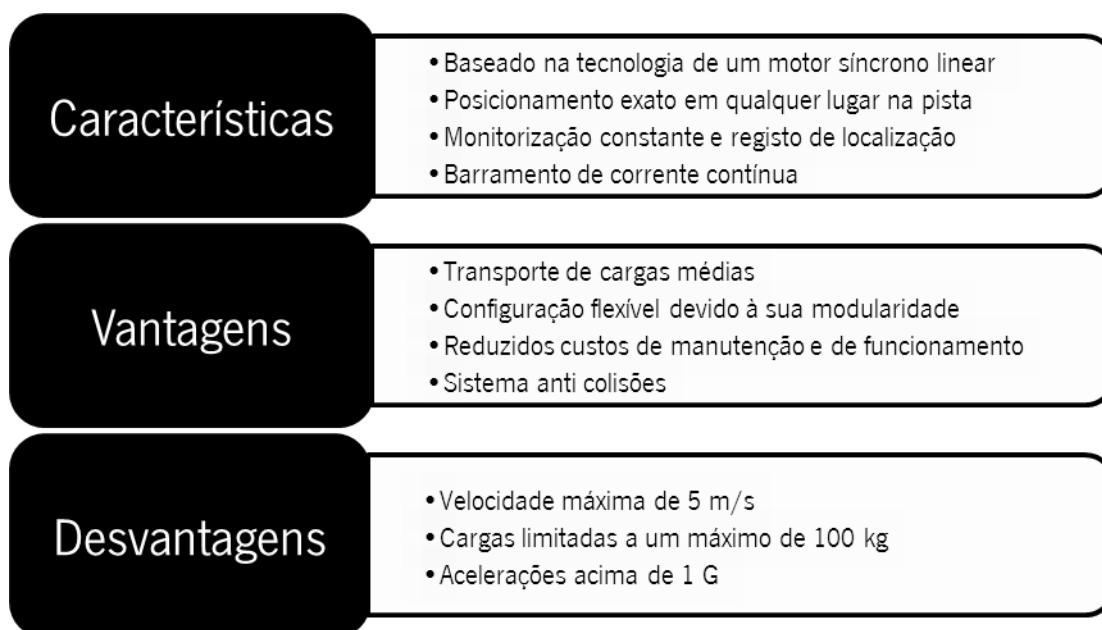 Características
• Baseado na tecnologia de um motor síncrono linear
• Posicionamento exato em qualquer lugar na pista
• Monitorização constante e registo de localização
• Barramento de corrente contínua
Vantagens
• Transporte de cargas médias
• Configuração flexível devido à sua modularidade
• Reduzidos custos de manutenção e de funcionamento
• Sistema anti colisões
Desvantagens
• Velocidade máxima de 5 m/s
• Cargas limitadas a um máximo de 100 kg
• Acelerações acima de 1 G